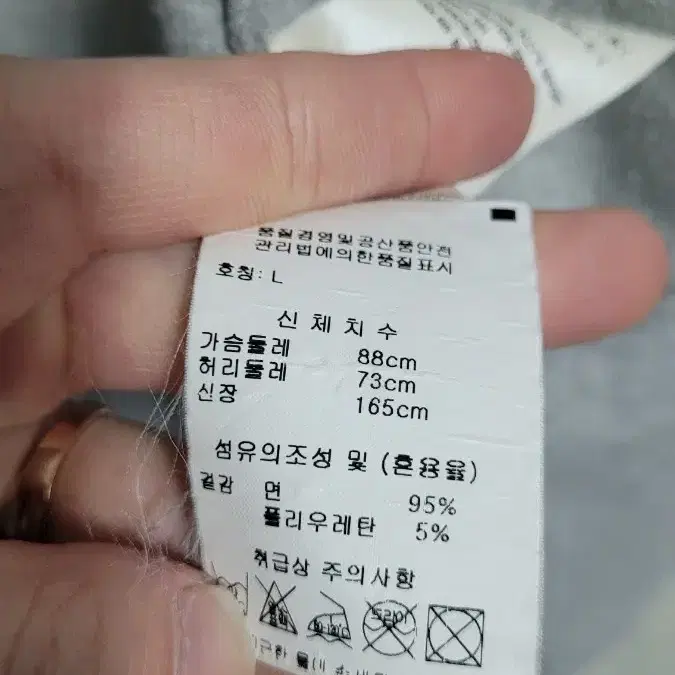 품질경영및공산품안전
관리법에의한품질표시
호칭: L
신체치수
가슴둘레 88cm
허리둘레 73cm
신장 165cm
섬유의조성 및 (혼용율)
겉감 면 95%
폴리우레탄 5%
취급상 주의사항
드라이